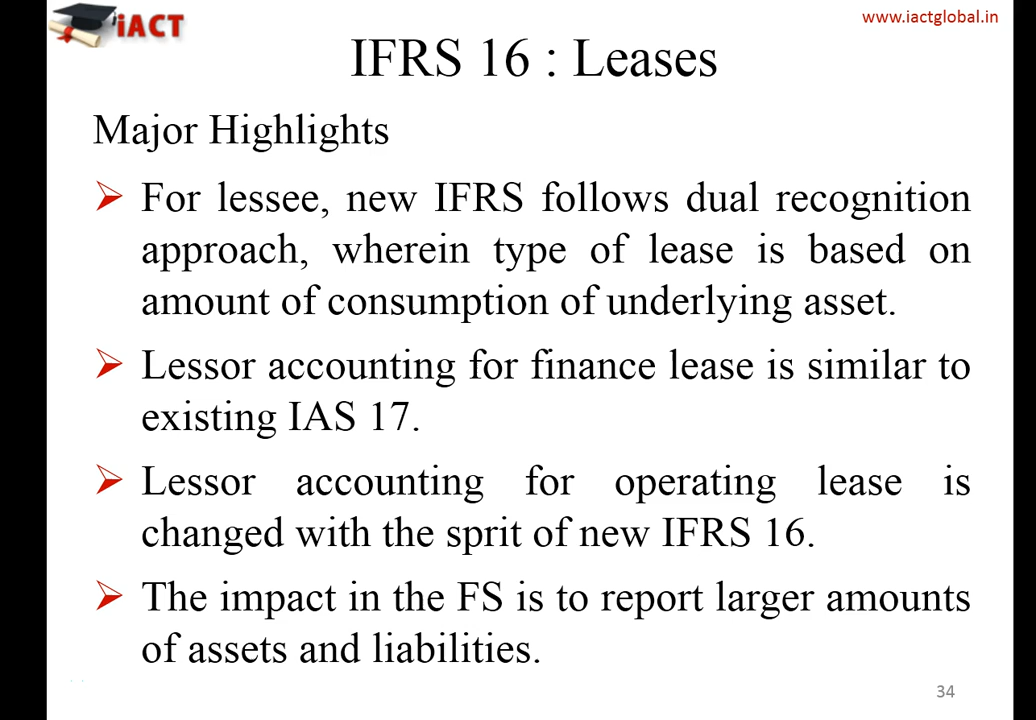 iACT
www.iactglobal.in
IFRS 16 : Leases
Major Highlights
For lessee, new IFRS follows dual recognition
approach, wherein type of lease is based on
amount of consumption of underlying asset.
Lessor accounting for finance lease is similar to
existing IAS 17.
Lessor accounting for operating lease is
changed with the sprit of new IFRS 16.
The impact in the FS is to report larger amounts
of assets and liabilities.
34